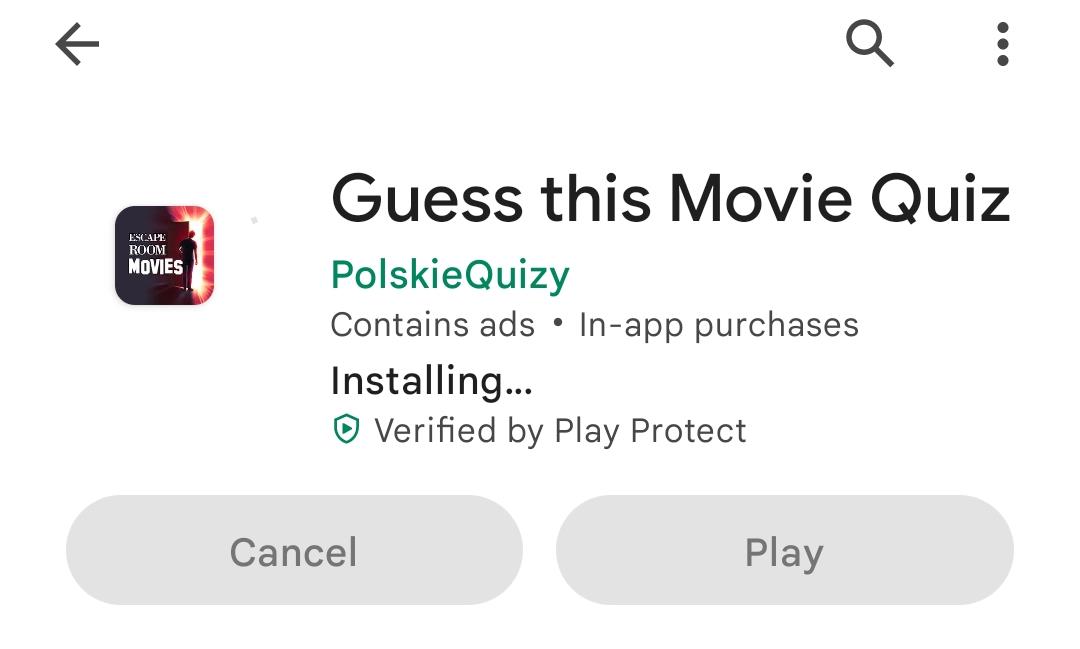 Guess this Movie Quiz
ESCAPE
ROOM
MOVIES
PolskieQuizy
Contains ads • In-app purchases
Installing...
Verified by Play Protect
Cancel
Play